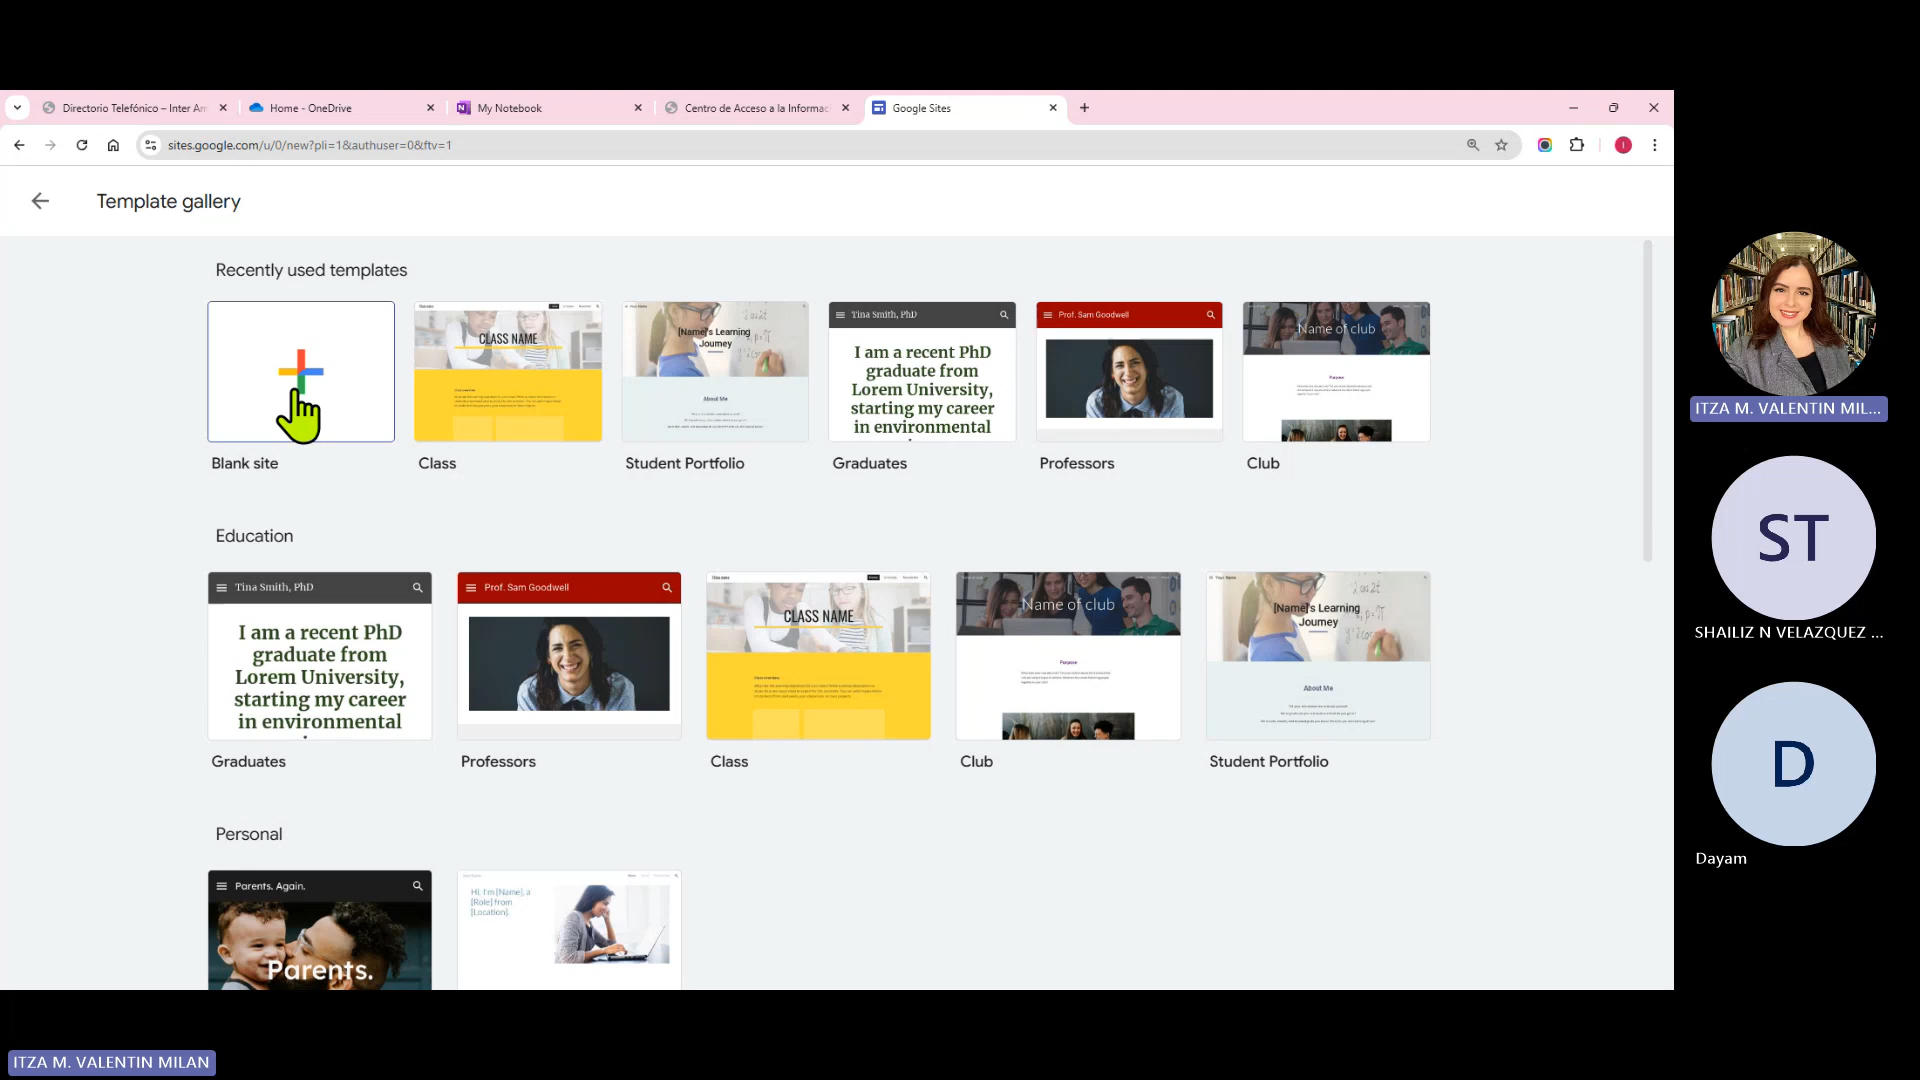 Directorio Telefónico – Inter Am
Home - OneDrive
My Notebook
Centro de Acceso a la Informac
Google Sites
sites.google.com/u/0/new?pli=1&authuser=0&ftv=1
Template gallery
Recently used templates
CLASS NAME
[Name]'s Learning
Journey
About Me
Tina Smith, PhD
I am a recent PhD
graduate from
Lorem University,
starting my career
in environmental
Prof. Sam Goodwell
Name of club
Purpose
Blank site
Class
Student Portfolio
Graduates
Professors
Club
Education
Tina Smith, PhD
I am a recent PhD
graduate from
Lorem University,
starting my career
in environmental
Prof. Sam Goodwell
CLASS NAME
Name of club
Purpose
Your Name
[Name]'s Learning
Journey
About Me
Graduates
Professors
Class
Club
Student Portfolio
Personal
Parents. Again.
Parents.
Hi, I'm [Name], a
[Role] from
[Location].
ITZA M. VALENTIN MIL...
ST
SHAILIZ N VELAZQUEZ ...
D
Dayam
ITZA M. VALENTIN MILAN